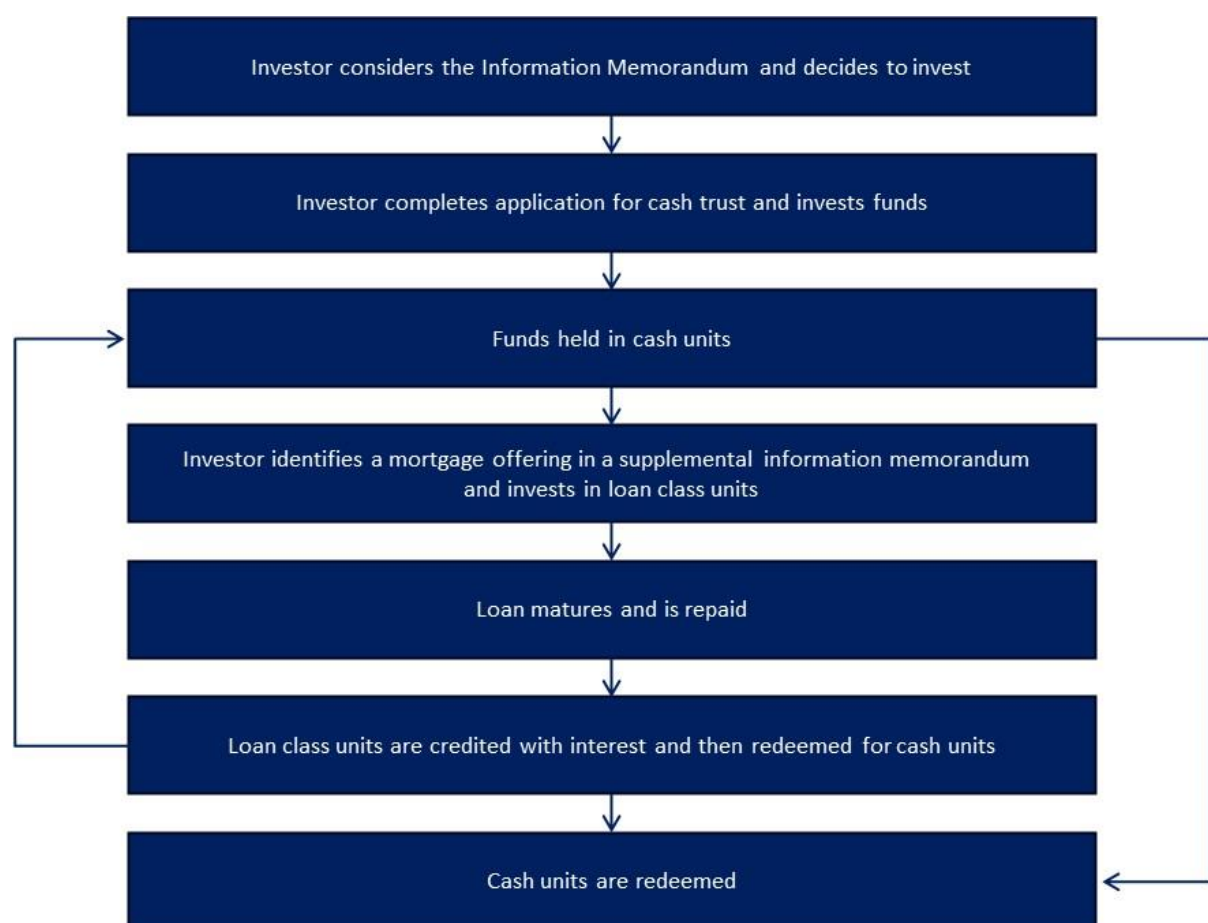 Investor considers the Information Memorandum and decides to invest
Investor completes application for cash trust and invests funds
Funds held in cash units
Investor identifies a mortgage offering in a supplemental information memorandum
and invests in loan class units
Loan matures and is repaid
Loan class units are credited with interest and then redeemed for cash units
Cash units are redeemed